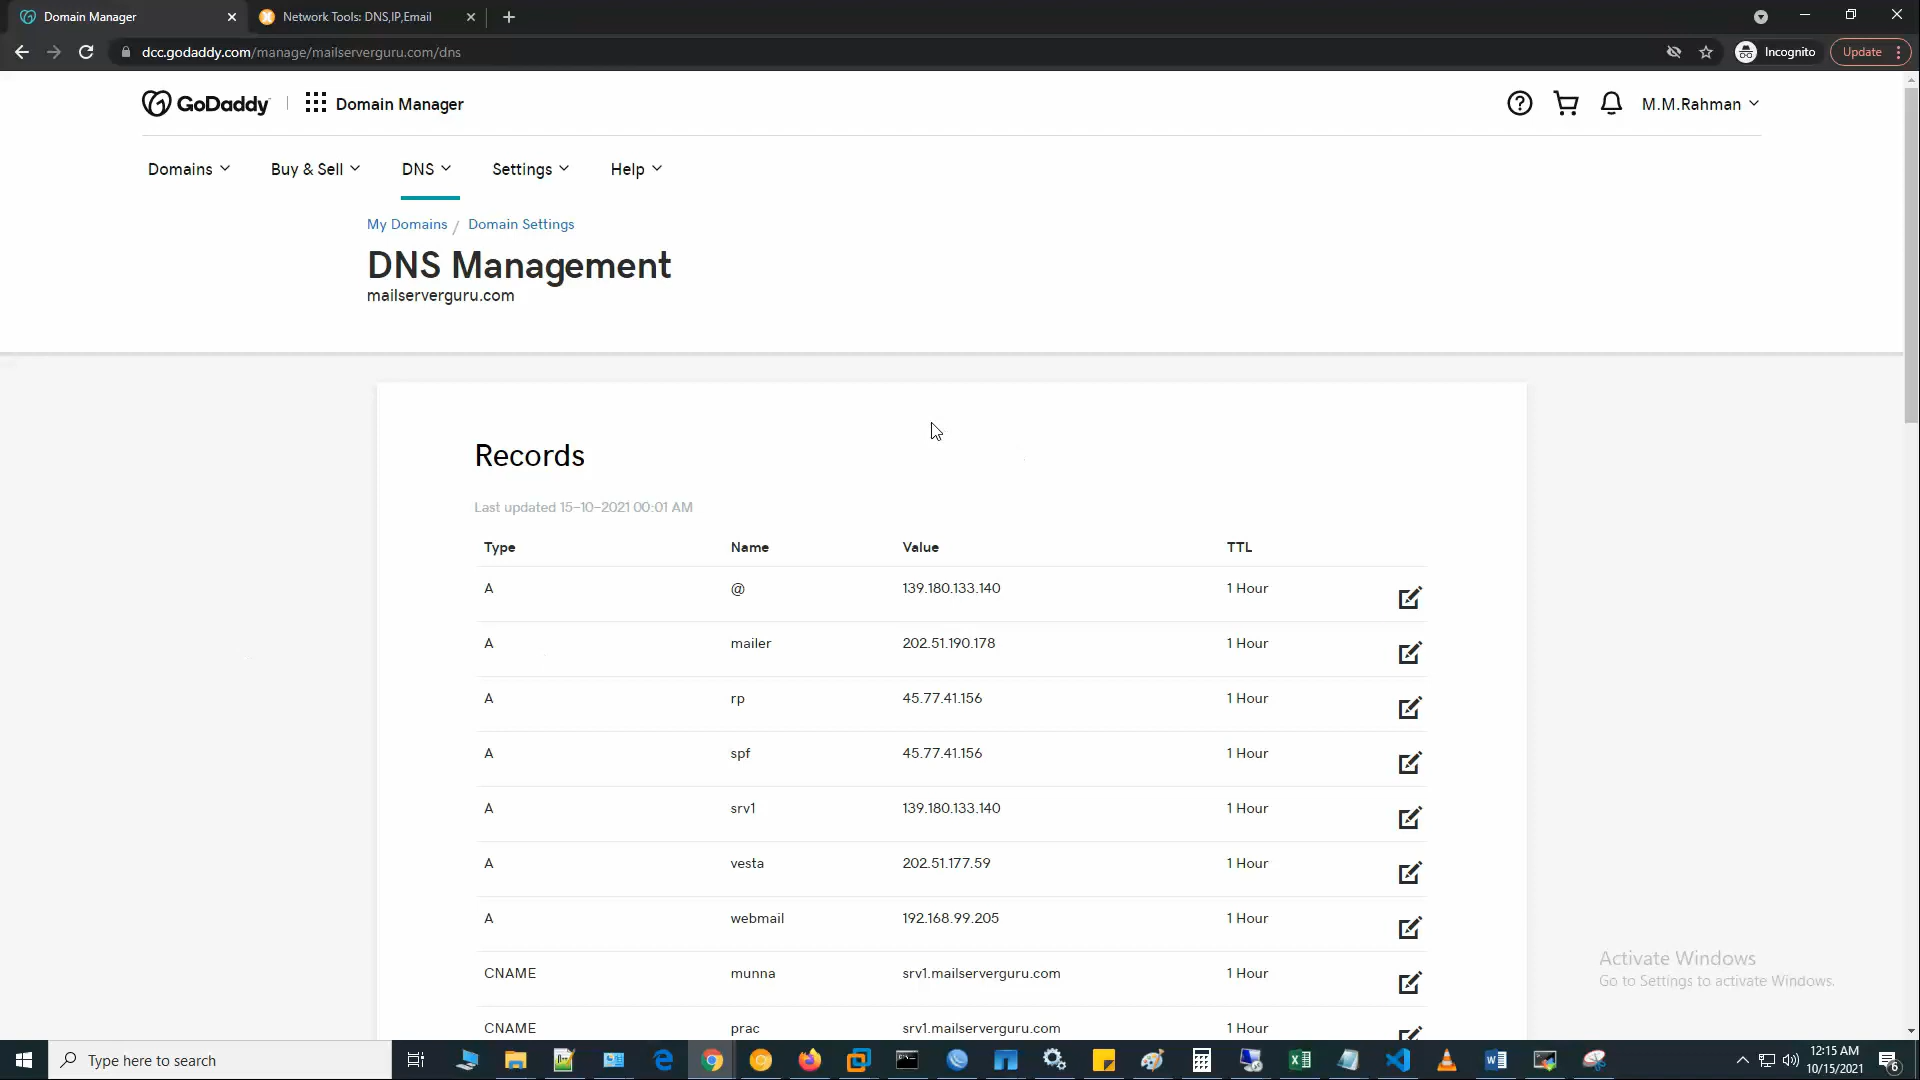 Domain Manager
Network Tools: DNS,IP,Email
dcc.godaddy.com/manage/mailserverguru.com/dns
Incognito
Update
GoDaddy
Domain Manager
M.M.Rahman
Domains
Buy & Sell
DNS
Settings
Help
My Domains / Domain Settings
DNS Management
mailserverguru.com
Records
Last updated 15-10-2021 00:01 AM
Type Name Value TTL
A @ 139.180.133.140 1 Hour
A mailer 202.51.190.178 1 Hour
A rp 45.77.41.156 1 Hour
A spf 45.77.41.156 1 Hour
A srv1 139.180.133.140 1 Hour
A vesta 202.51.177.59 1 Hour
A webmail 192.168.99.205 1 Hour
CNAME munna srv1.mailserverguru.com 1 Hour
CNAME prac srv1.mailserverguru.com 1 Hour
Activate Windows
Go to Settings to activate Windows.
Type here to search
12:15 AM
10/15/2021
6